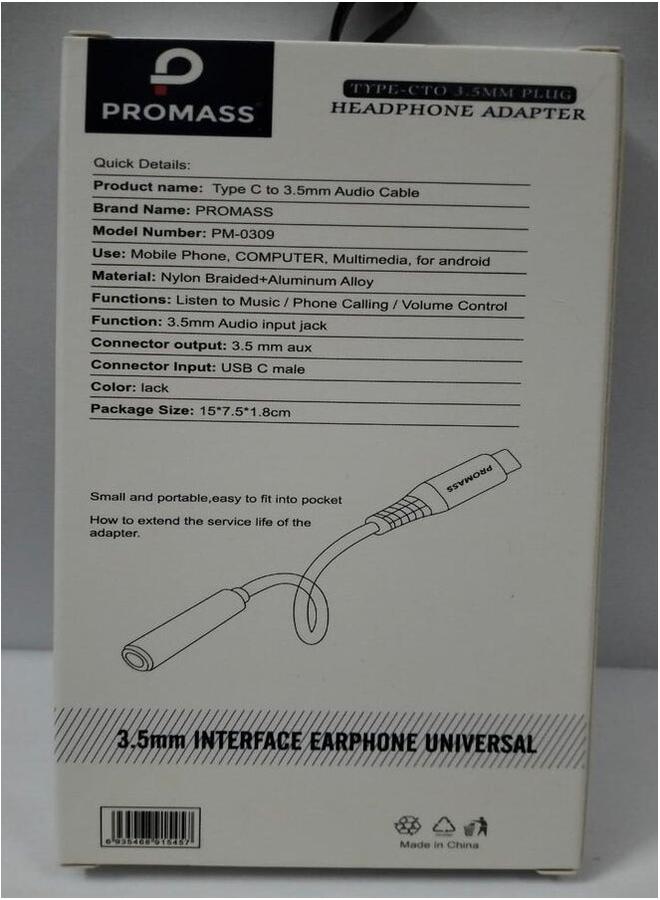 PROMASS
TYPE-CTO 3.5MM PLUG
HEADPHONE ADAPTER
Quick Details:
Product name: Type C to 3.5mm Audio Cable
Brand Name: PROMASS
Model Number: PM-0309
Use: Mobile Phone, COMPUTER, Multimedia, for android
Material: Nylon Braided+Aluminum Alloy
Functions: Listen to Music / Phone Calling / Volume Control
Function: 3.5mm Audio input jack
Connector output: 3.5 mm aux
Connector Input: USB C male
Color: lack
Package Size: 15*7.5*1.8cm
PROMASS
Small and portable,easy to fit into pocket
How to extend the service life of the
adapter.
3.5mm INTERFACE EARPHONE UNIVERSAL
6935468915457
Made in China